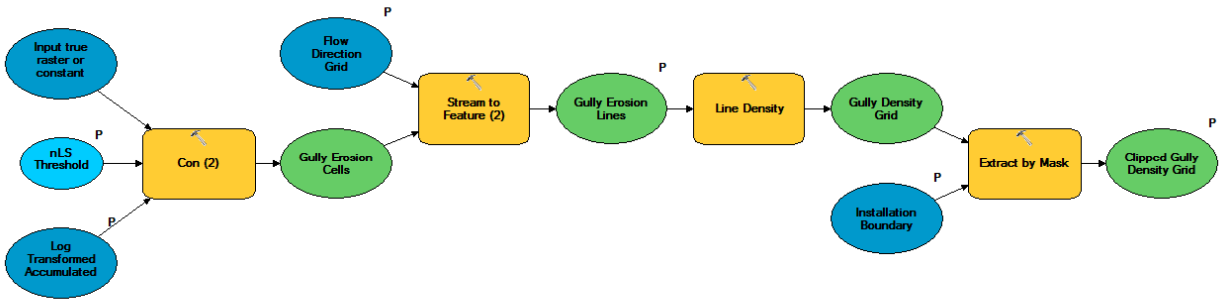 P
Input true
raster or
constant
P
nLS
Threshold
P
Log
Transformed
Accumulated
Con (2)
Gully Erosion
Cells
P
Flow
Direction
Grid
Stream to
Feature (2)
P
Gully Erosion
Lines
Line Density
Gully Density
Grid
P
Installation
Boundary
Extract by Mask
P
Clipped Gully
Density Grid